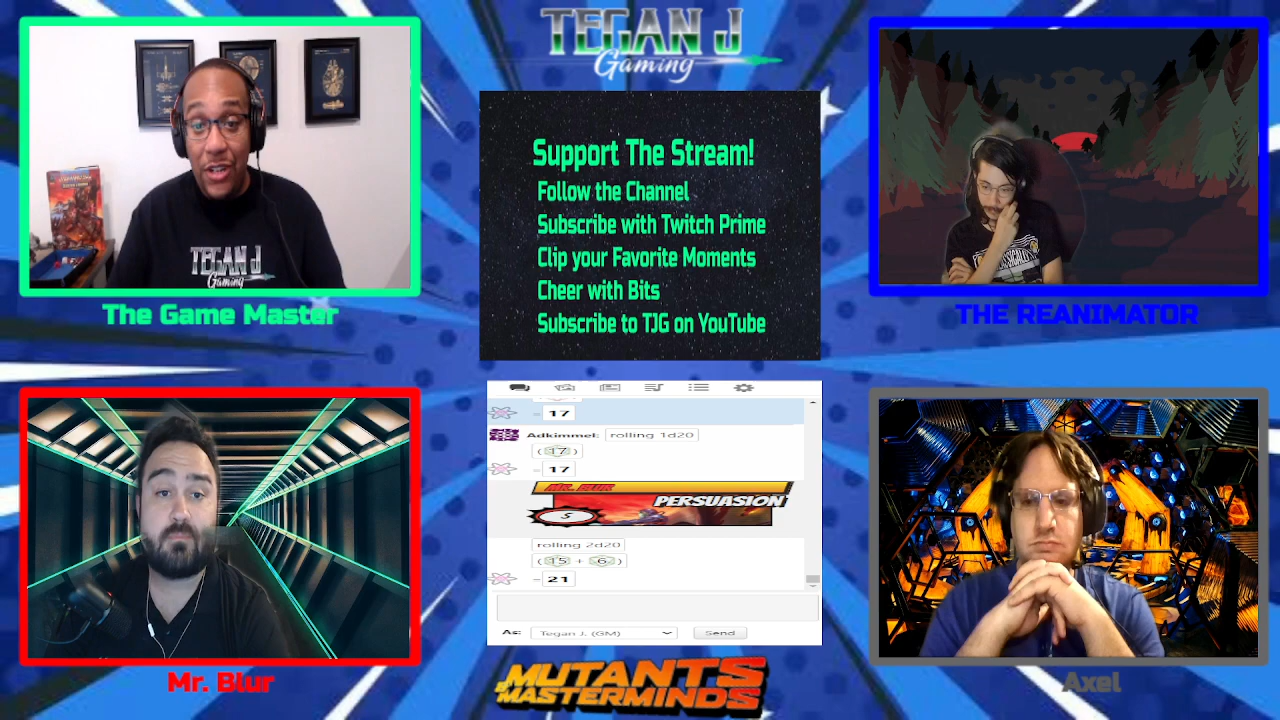 TEGAN J
Gaming
Support The Stream!
Follow the Channel
Subscribe with Twitch Prime
Clip your Favorite Moments
Cheer with Bits
Subscribe to TJG on YouTube
TEGAN J
Gaming
The Game Master
THE REANIMATOR
= 17
Adkimmel: rolling 1d20
(17)
= 17
MR. BLUR
PERSUASION
5
rolling 2d20
(15 + 6)
= 21
As: Tegan J. (GM) Send
Mr. Blur
Axel
MUTANTS
& MASTERMINDS